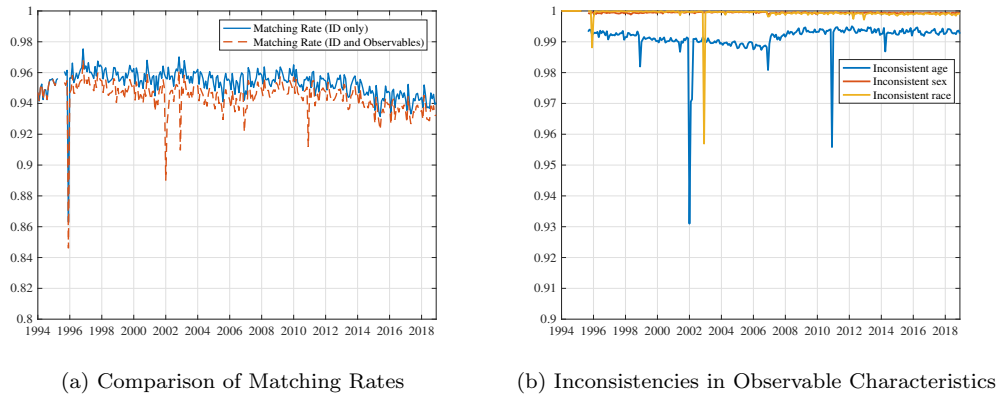 1
0.98
0.96
0.94
0.92
0.9
0.88
0.86
0.84
0.82
0.8
1994 1996 1998 2000 2002 2004 2006 2008 2010 2012 2014 2016 2018
Matching Rate (ID only)
Matching Rate (ID and Observables)
(a) Comparison of Matching Rates
1
0.99
0.98
0.97
0.96
0.95
0.94
0.93
0.92
0.91
0.9
1994 1996 1998 2000 2002 2004 2006 2008 2010 2012 2014 2016 2018
Inconsistent age
Inconsistent sex
Inconsistent race
(b) Inconsistencies in Observable Characteristics